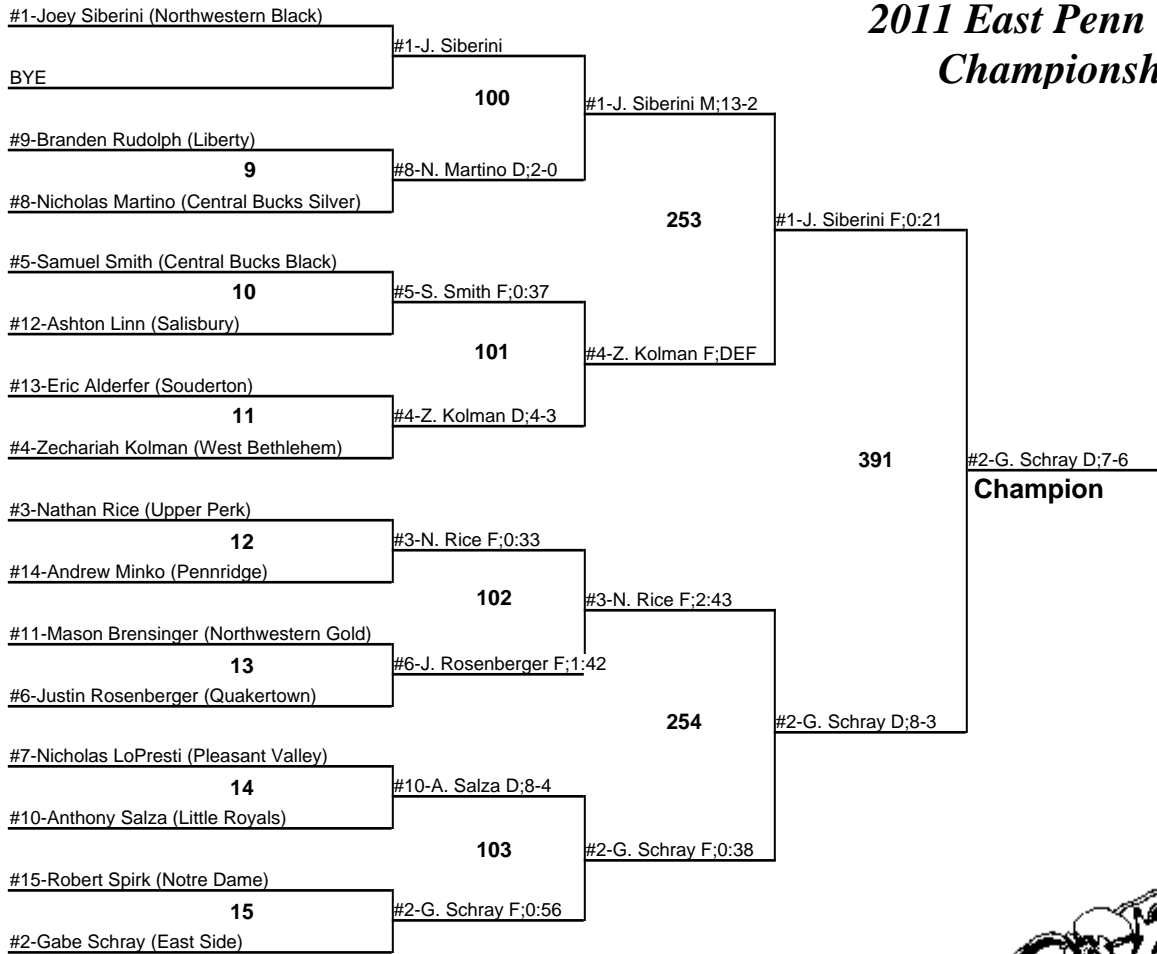 2011 East Penn
Championsh
#1-Joey Siberini (Northwestern Black)
BYE
#9-Branden Rudolph (Liberty)
9
#8-Nicholas Martino (Central Bucks Silver)
#5-Samuel Smith (Central Bucks Black)
10
#12-Ashton Linn (Salisbury)
#13-Eric Alderfer (Souderton)
11
#4-Zechariah Kolman (West Bethlehem)
#3-Nathan Rice (Upper Perk)
12
#14-Andrew Minko (Pennridge)
#11-Mason Brensinger (Northwestern Gold)
13
#6-Justin Rosenberger (Quakertown)
#7-Nicholas LoPresti (Pleasant Valley)
14
#10-Anthony Salza (Little Royals)
#15-Robert Spirk (Notre Dame)
15
#2-Gabe Schray (East Side)
#1-J. Siberini
100
#8-N. Martino D;2-0
#5-S. Smith F;0:37
101
#4-Z. Kolman D;4-3
#3-N. Rice F;0:33
102
#6-J. Rosenberger F;1:42
#10-A. Salza D;8-4
103
#2-G. Schray F;0:56
#1-J. Siberini M;13-2
253
#4-Z. Kolman F;DEF
#3-N. Rice F;2:43
254
#2-G. Schray F;0:38
#1-J. Siberini F;0:21
391
#2-G. Schray D;8-3
#2-G. Schray D;7-6
Champion